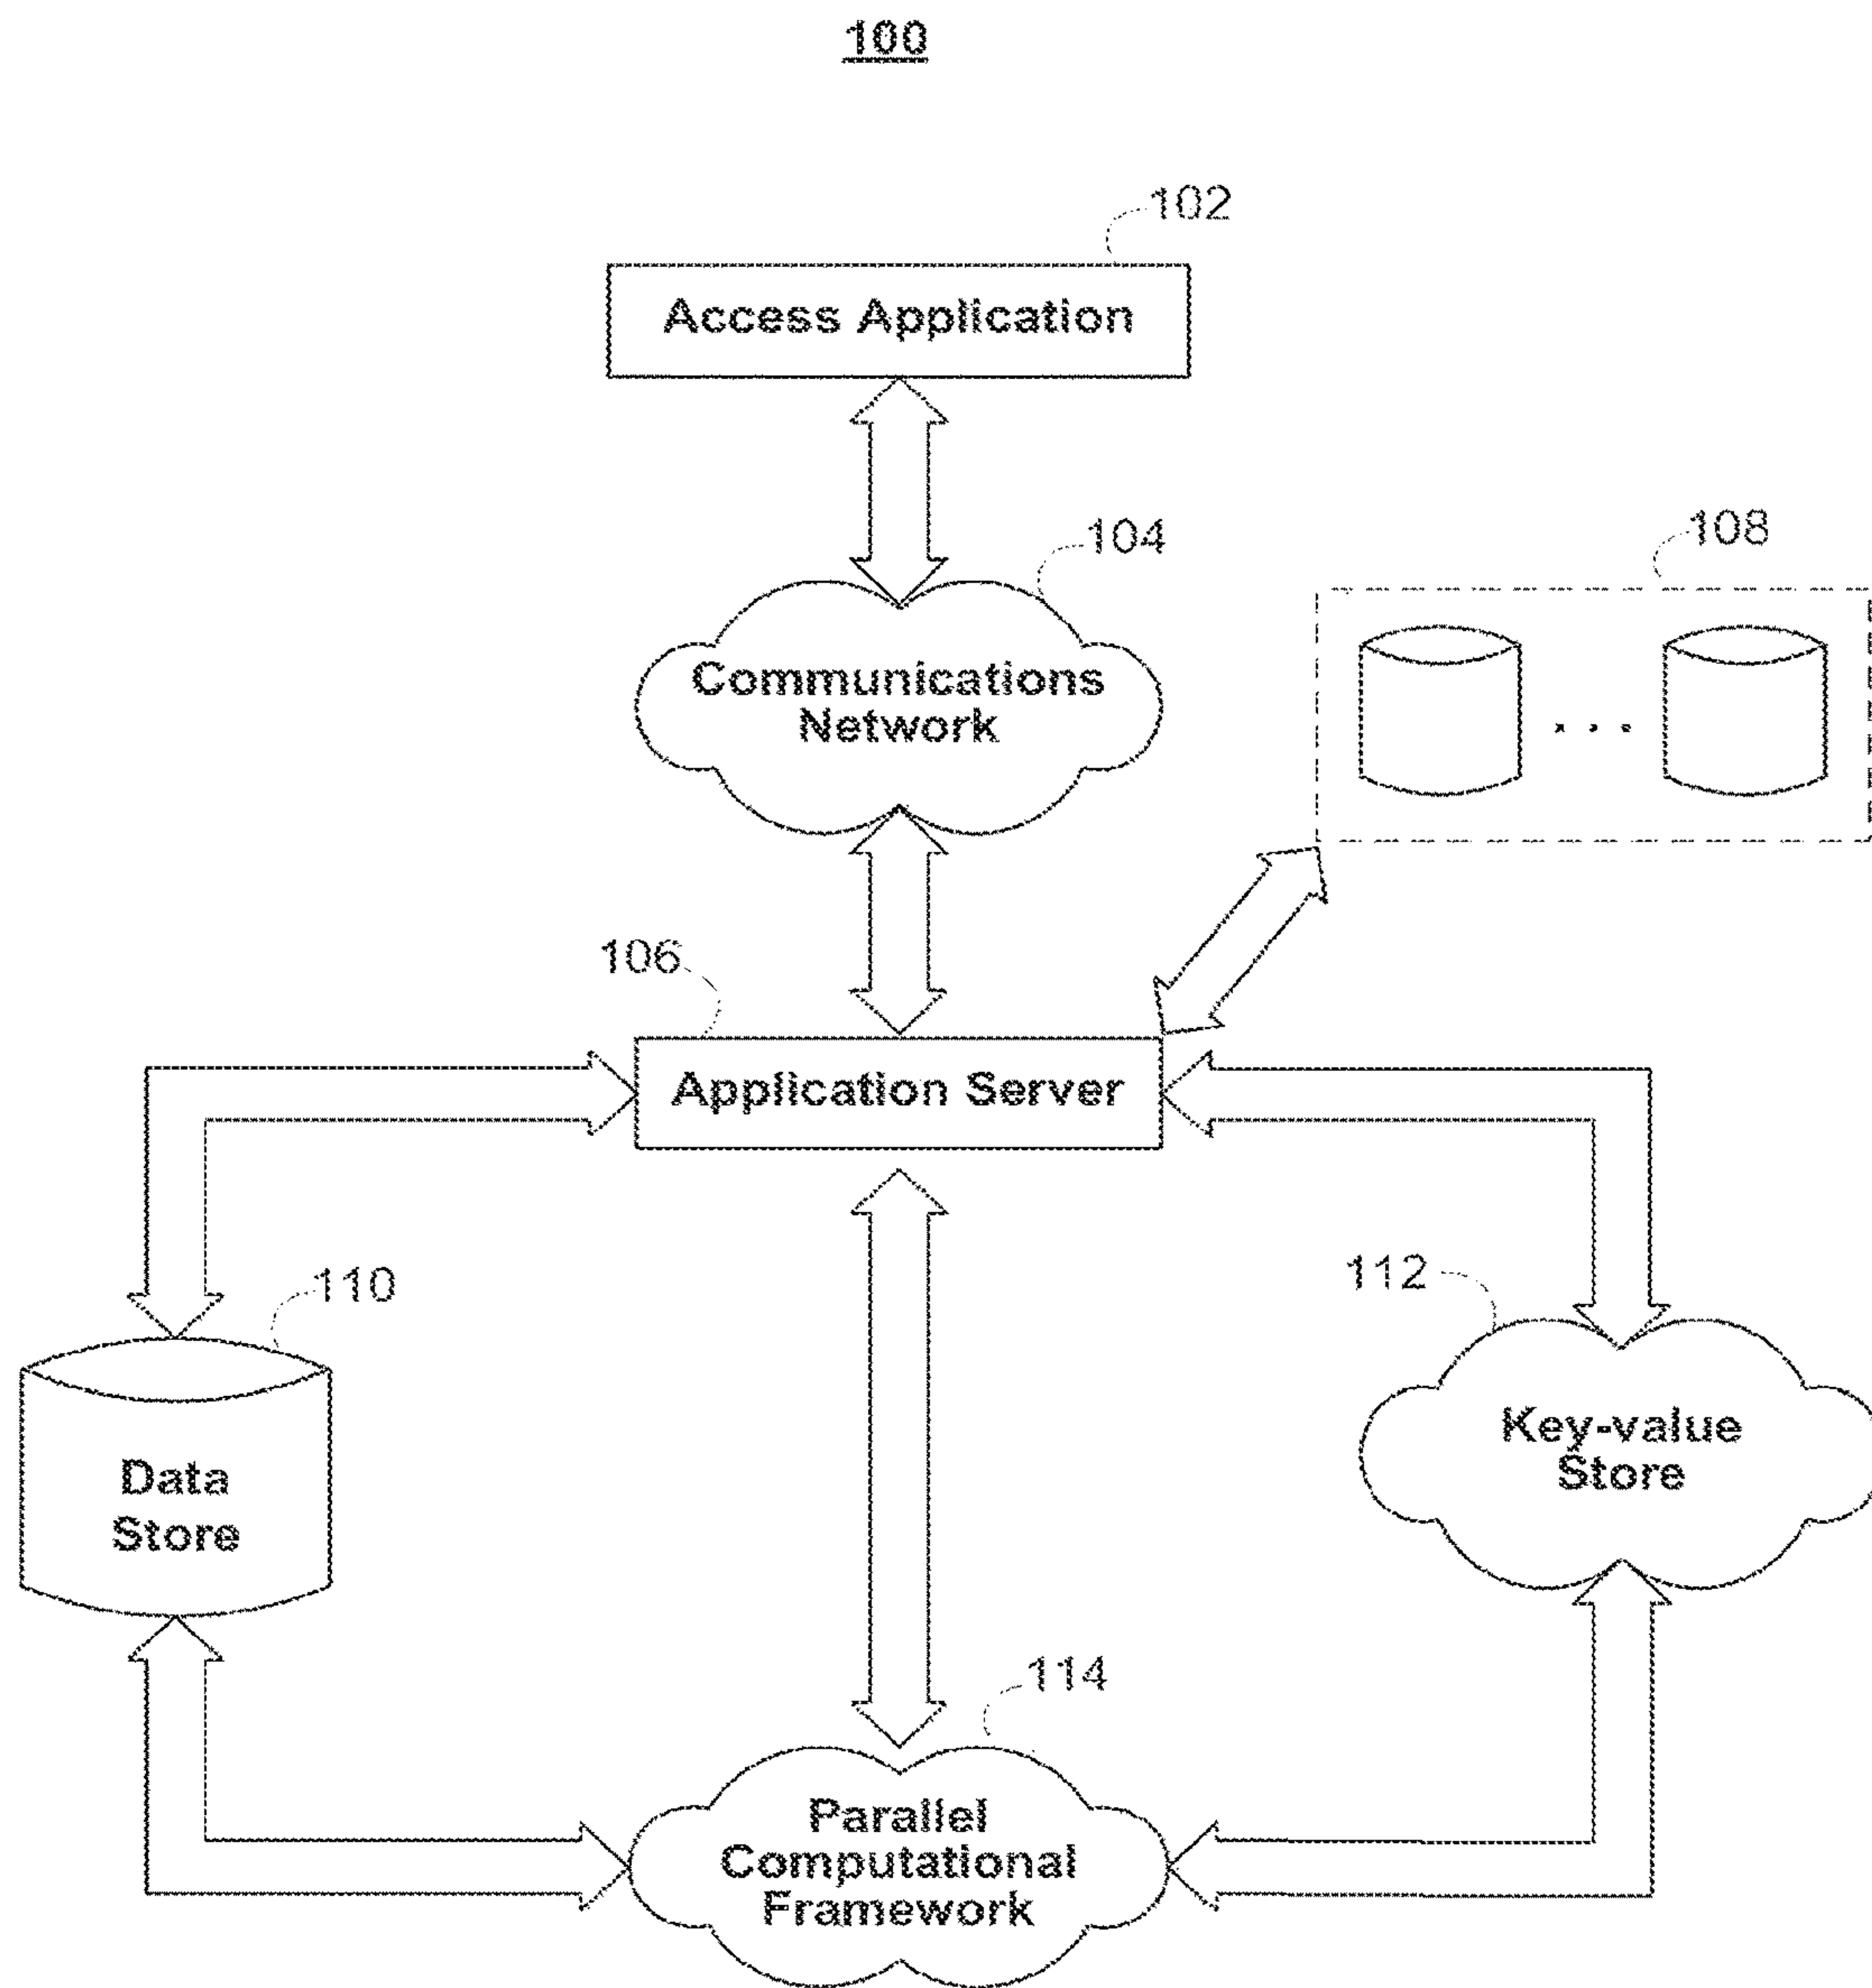 100
102
Access Application
104
108
Communications
Network
. . .
106
Application Server
110
112
Data
Store
Key-value
Store
114
Parallel
Computational
Framework